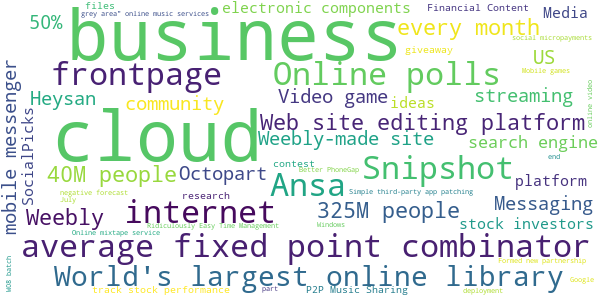 files
electronic components
Financial Content
Media
grey area" online music services
50%
business
every month
social micropayments
giveaway
US
Mobile games
frontpage
Online polls
mobile messenger
Heysan
community
Video game
ideas
streaming
online video
SocialPicks
cloud
Web site editing platform
Weebly-made site
search engine
Snipshot
end
contest
Better PhoneGap
40M people
Octopart
Ansa
platform
negative forecast
research
Simple third-party app patching
July
Weebly
internet
325M people
Messaging
Ridiculously Easy Time Management
Windows
stock investors
Online mixtape service
average fixed point combinator
Formed new partnership
W08 batch
World's largest online library
Google
track stock performance
part
P2P Music Sharing
deployment